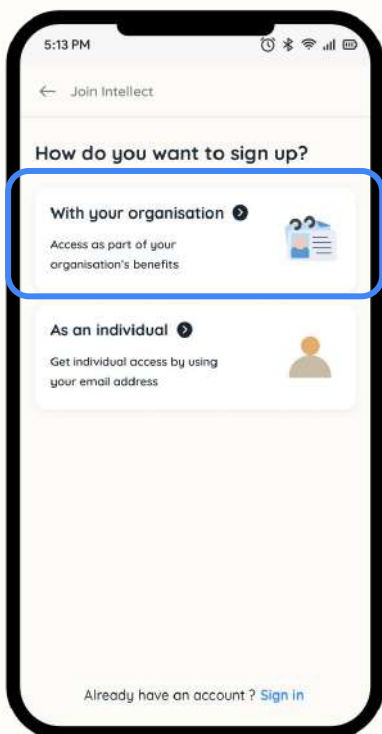 5:13 PM
Join Intellect
How do you want to sign up?
With your organisation
Access as part of your
organisation's benefits
As an individual
Get individual access by using
your email address
Already have an account ? Sign in